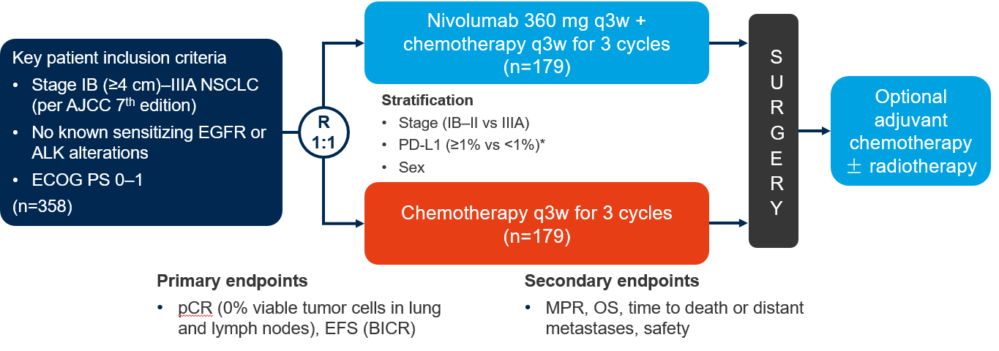 Key patient inclusion criteria
• Stage IB (≥4 cm)–IIIA NSCLC
(per AJCC 7th edition)
• No known sensitizing EGFR or
ALK alterations
• ECOG PS 0–1
(n=358)
R
1:1
Nivolumab 360 mg q3w +
chemotherapy q3w for 3 cycles
(n=179)
Stratification
• Stage (IB–II vs IIIA)
• PD-L1 (≥1% vs <1%)*
• Sex
Chemotherapy q3w for 3 cycles
(n=179)
S
U
R
G
E
R
Y
Optional
adjuvant
chemotherapy
± radiotherapy
Primary endpoints
• pCR (0% viable tumor cells in lung
and lymph nodes), EFS (BICR)
Secondary endpoints
• MPR, OS, time to death or distant
metastases, safety